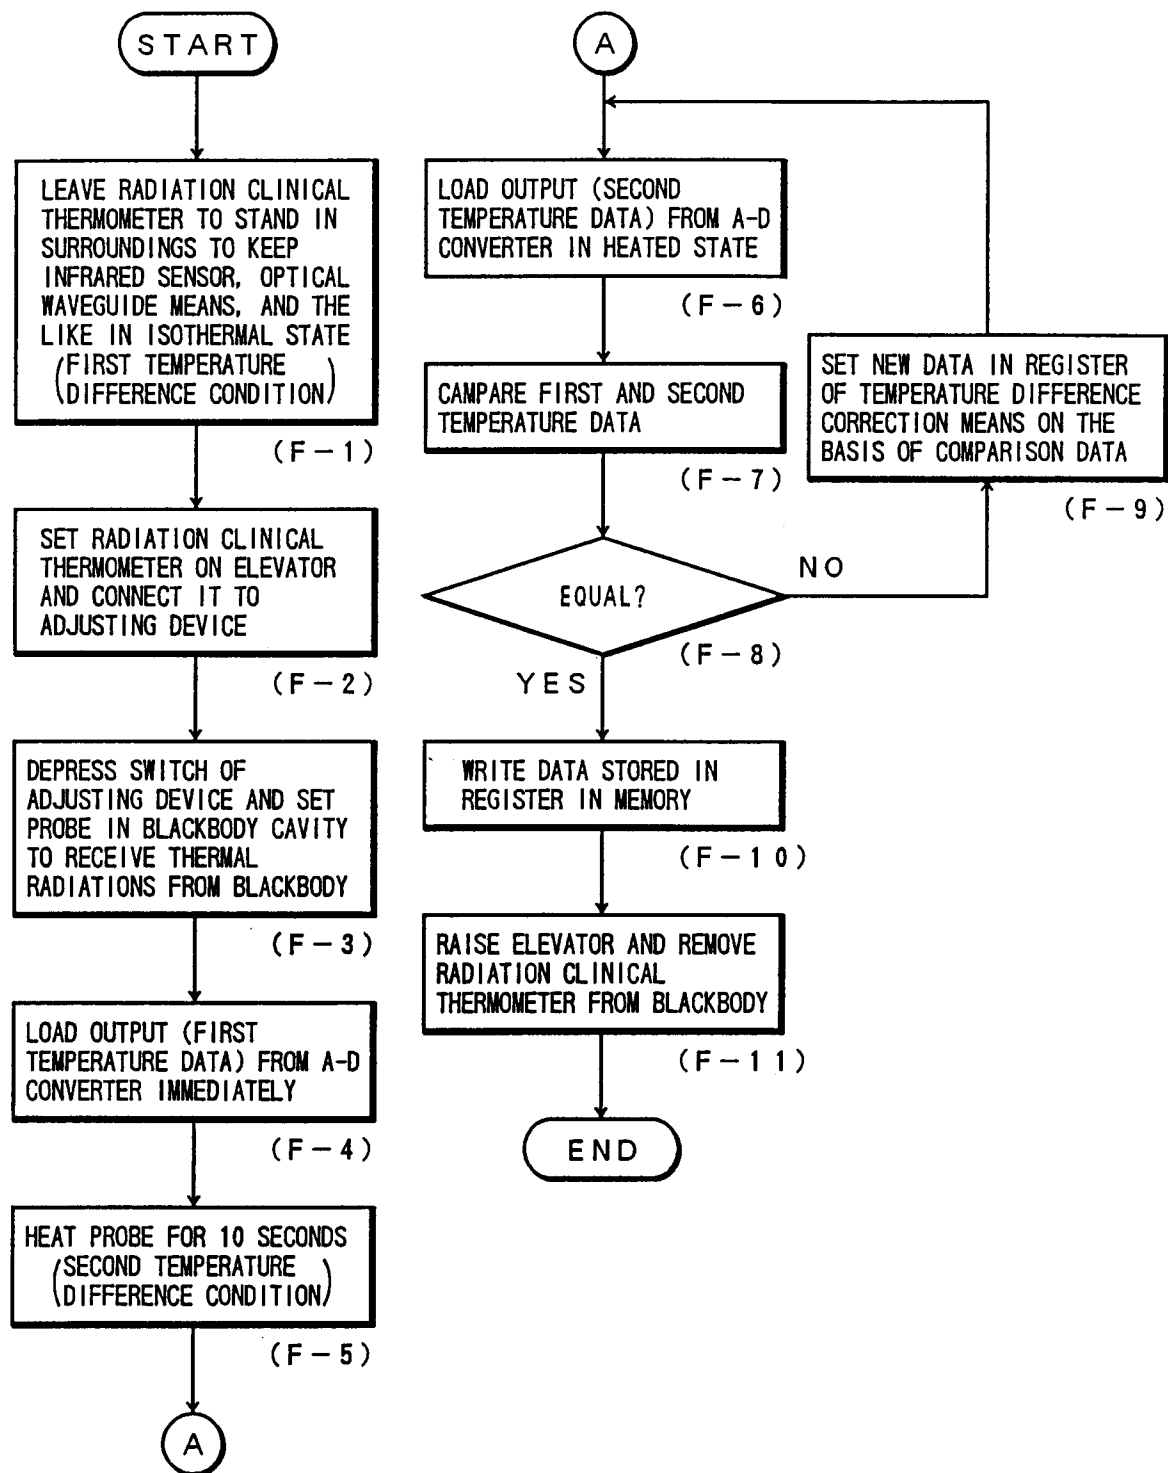 START
LEAVE RADIATION CLINICAL
THERMOMETER TO STAND IN
SURROUNDINGS TO KEEP
INFRARED SENSOR, OPTICAL
WAVEGUIDE MEANS, AND THE
LIKE IN ISOTHERMAL STATE
(FIRST TEMPERATURE
DIFFERENCE CONDITION)
(F-1)
SET RADIATION CLINICAL
THERMOMETER ON ELEVATOR
AND CONNECT IT TO
ADJUSTING DEVICE
(F-2)
DEPRESS SWITCH OF
ADJUSTING DEVICE AND SET
PROBE IN BLACKBODY CAVITY
TO RECEIVE THERMAL
RADIATIONS FROM BLACKBODY
(F-3)
LOAD OUTPUT (FIRST
TEMPERATURE DATA) FROM A-D
CONVERTER IMMEDIATELY
(F-4)
HEAT PROBE FOR 10 SECONDS
(SECOND TEMPERATURE
DIFFERENCE CONDITION)
(F-5)
A
A
LOAD OUTPUT (SECOND
TEMPERATURE DATA) FROM A-D
CONVERTER IN HEATED STATE
(F-6)
CAMPARE FIRST AND SECOND
TEMPERATURE DATA
(F-7)
EQUAL?
(F-8)
NO
SET NEW DATA IN REGISTER
OF TEMPERATURE DIFFERENCE
CORRECTION MEANS ON THE
BASIS OF COMPARISON DATA
(F-9)
YES
WRITE DATA STORED IN
REGISTER IN MEMORY
(F-10)
RAISE ELEVATOR AND REMOVE
RADIATION CLINICAL
THERMOMETER FROM BLACKBODY
(F-11)
END